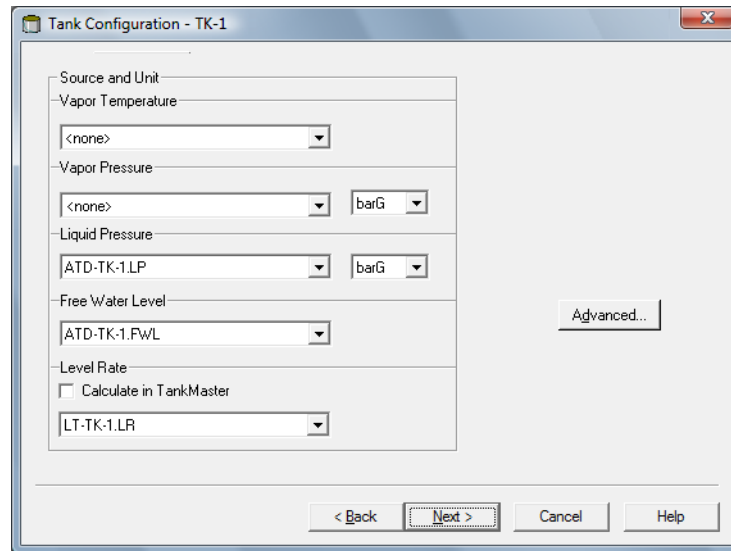 Tank Configuration - TK-1
Source and Unit
Vapor Temperature
<none>
Vapor Pressure
<none> barG
Liquid Pressure
ATD-TK-1.LP barG
Free Water Level
ATD-TK-1.FWL
Advanced...
Level Rate
Calculate in TankMaster
LT-TK-1.LR
< Back Next > Cancel Help